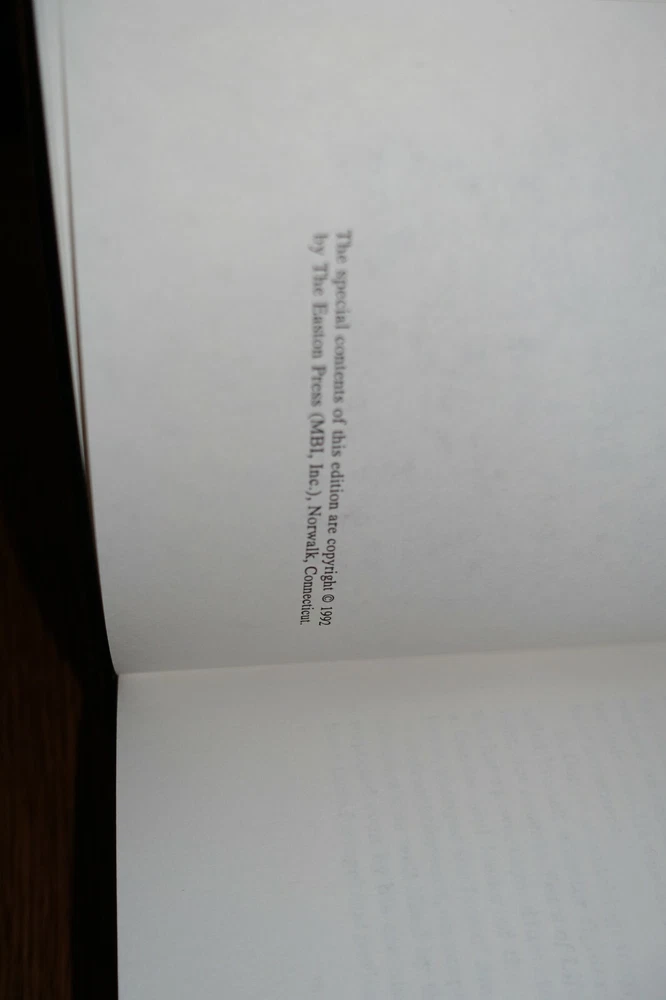 The special contents of this edition are copyright © 1992
by The Easton Press (MBI, Inc.), Norwalk, Connecticut.